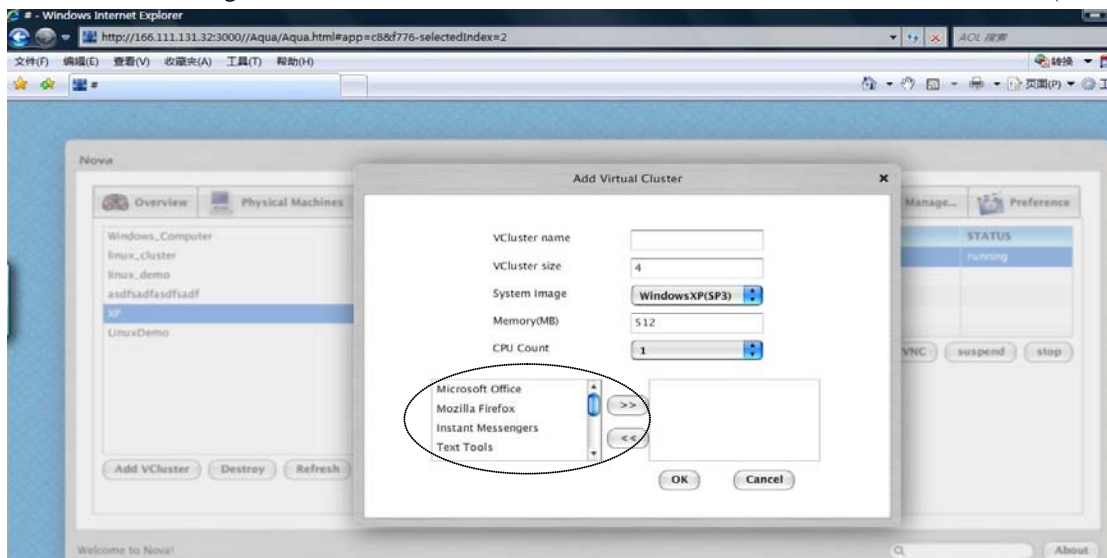 # - Windows Internet Explorer
http://166.111.131.32:3000//Aqua/Aqua.html#app=c88df776-selectedIndex=2
AOL 搜索
文件(F) 编辑(E) 查看(V) 收藏夹(A) 工具(T) 帮助(H)
转换
#
页面(P)
Nova
Add Virtual Cluster
Overview Physical Machines
Manage... Preference
Windows_Computer
linux_cluster
linux_demo
asdfsadfasdfsadf
XP
LinuxDemo
STATUS
running
VCluster name
VCluster size 4
System Image WindowsXP(SP3)
Memory(MB) 512
CPU Count 1
VNC suspend stop
Microsoft Office
Mozilla Firefox
Instant Messengers
Text Tools
>>
<<
Add VCluster Destroy Refresh
OK Cancel
Welcome to Nova!
About